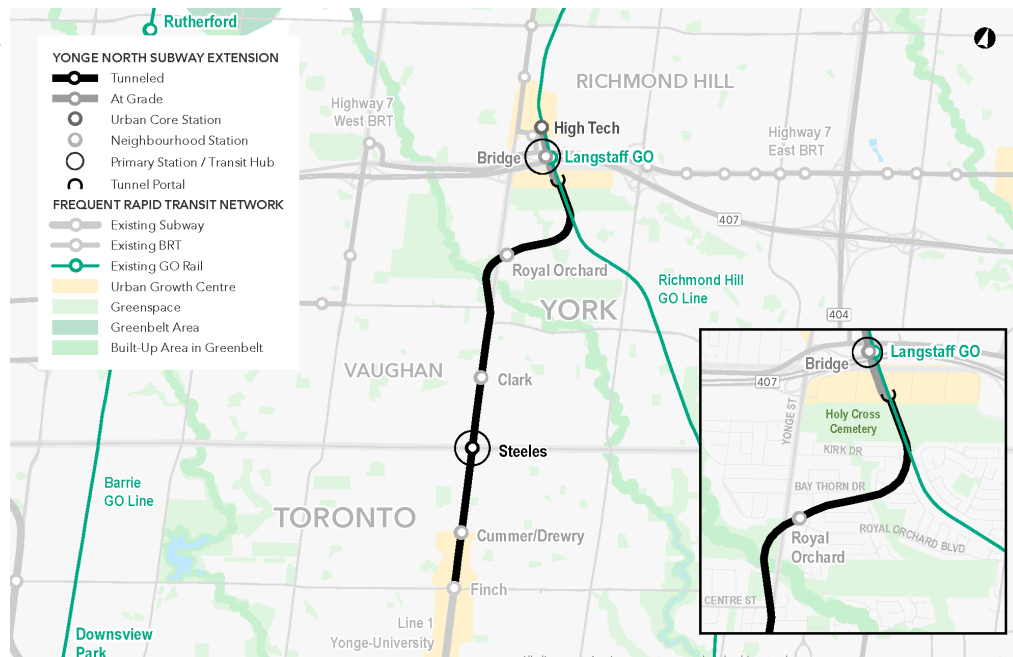 Rutherford
YONGE NORTH SUBWAY EXTENSION
Tunneled
At Grade
Urban Core Station
Neighbourhood Station
Primary Station / Transit Hub
Tunnel Portal
FREQUENT RAPID TRANSIT NETWORK
Existing Subway
Existing BRT
Existing GO Rail
Urban Growth Centre
Greenspace
Greenbelt Area
Built-Up Area in Greenbelt
RICHMOND HILL
Highway 7
West BRT
High Tech
Highway 7
East BRT
Bridge
Langstaff GO
407
Royal Orchard
Richmond Hill
GO Line
YORK
404
VAUGHAN
Clark
Steeles
Barrie
GO Line
TORONTO
Cummer/Drewry
Finch
Line 1
Yonge-University
Downsview
Park
Langstaff GO
Bridge
407
YONGE ST
Holy Cross
Cemetery
KIRK DR
BAY THORN DR
Royal
Orchard
ROYAL ORCHARD BLVD
CENTRE ST